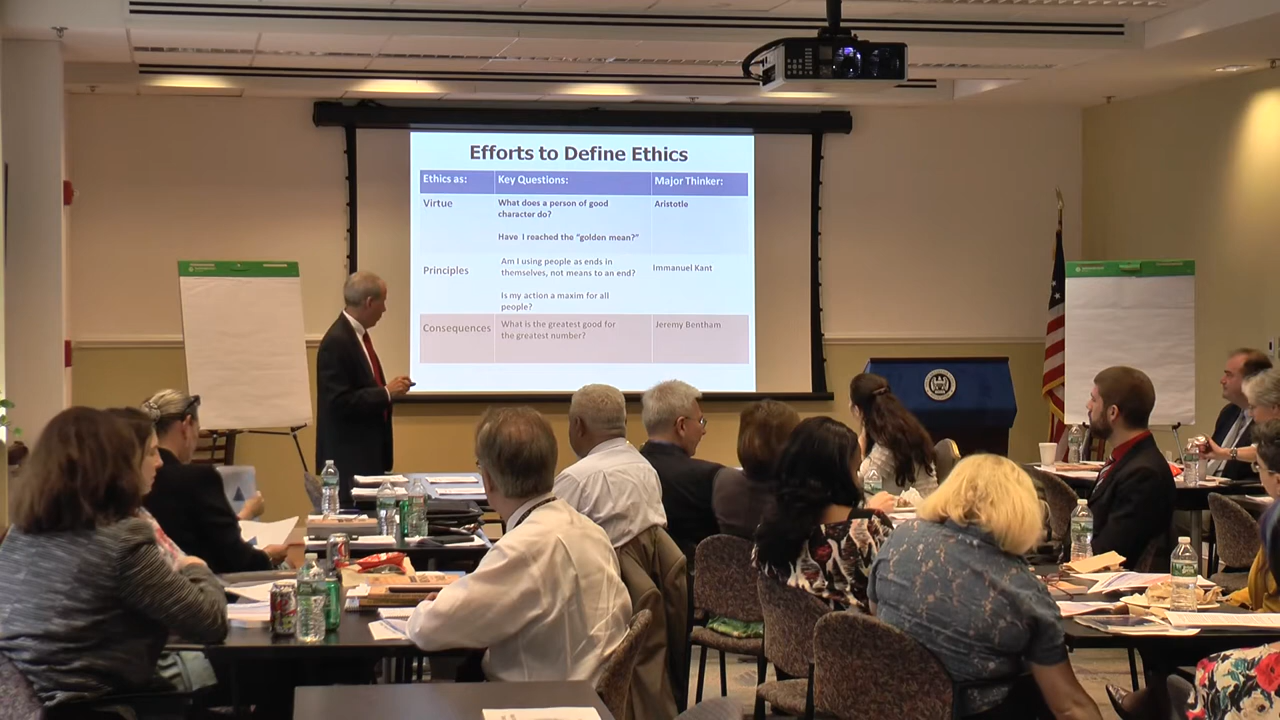 Efforts to Define Ethics
Ethics as: Key Questions: Major Thinker:
Virtue What does a person of good Aristotle
character do?
Have I reached the "golden mean?"
Principles Am I using people as ends in Immanuel Kant
themselves, not means to an end?
Is my action a maxim for all
people?
Consequences What is the greatest good for Jeremy Bentham
the greatest number?